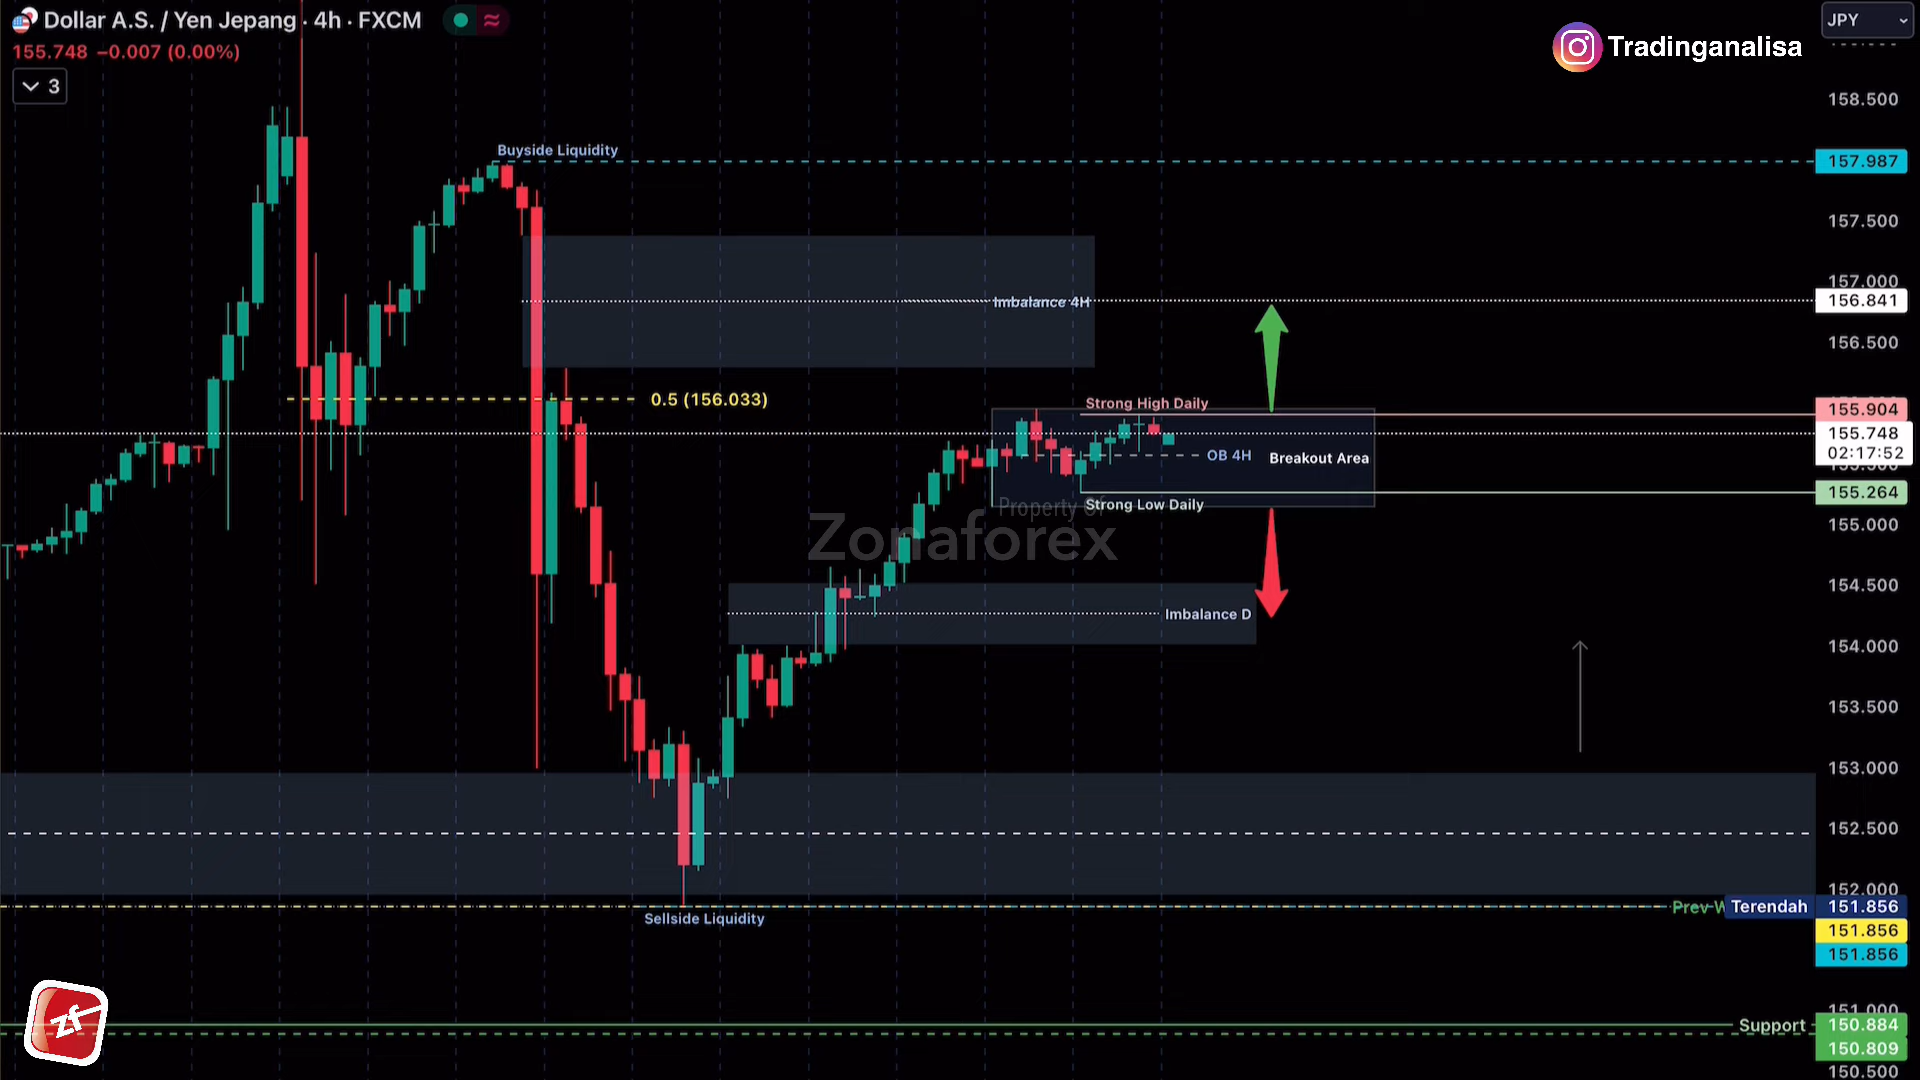 Dollar A.S. / Yen Jepang · 4h · FXCM
155.748 −0.007 (0.00%)
3
Tradinganalisa
JPY
158.500
Buyside Liquidity
157.987
157.500
157.000
Imbalance 4H
156.841
156.500
0.5 (156.033)
Strong High Daily
155.904
155.748
02:17:52
OB 4H
Breakout Area
155.264
Property Of
Strong Low Daily
155.000
Zonaforex
154.500
Imbalance D
154.000
153.500
153.000
152.500
152.000
Prev W
Terendah
151.856
Sellside Liquidity
151.856
151.856
zf
151.000
Support
150.884
150.809
150.500